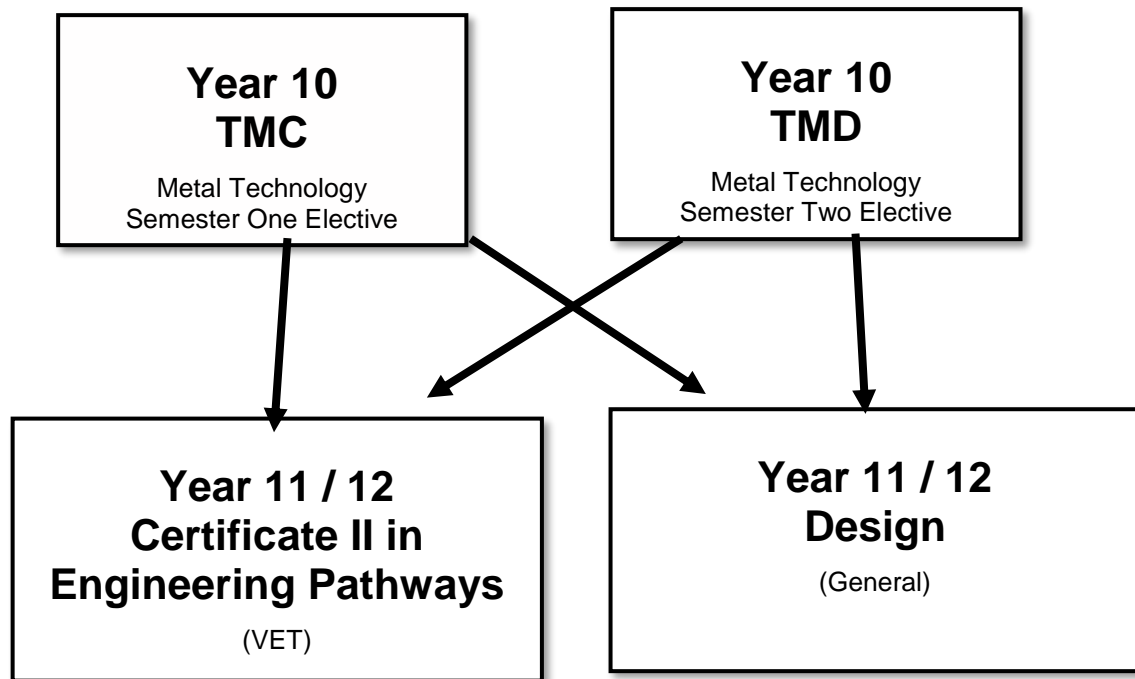 Year 10
TMC
Metal Technology
Semester One Elective
Year 10
TMD
Metal Technology
Semester Two Elective
Year 11 / 12
Certificate II in
Engineering Pathways
(VET)
Year 11 / 12
Design
(General)